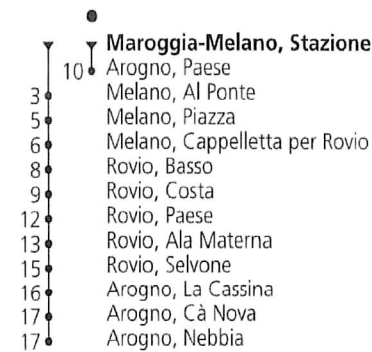 Maroggia-Melano, Stazione
10 Arogno, Paese
3 Melano, Al Ponte
5 Melano, Piazza
6 Melano, Cappelletta per Rovio
8 Rovio, Basso
9 Rovio, Costa
12 Rovio, Paese
13 Rovio, Ala Materna
15 Rovio, Selvone
16 Arogno, La Cassina
17 Arogno, Cà Nova
17 Arogno, Nebbia